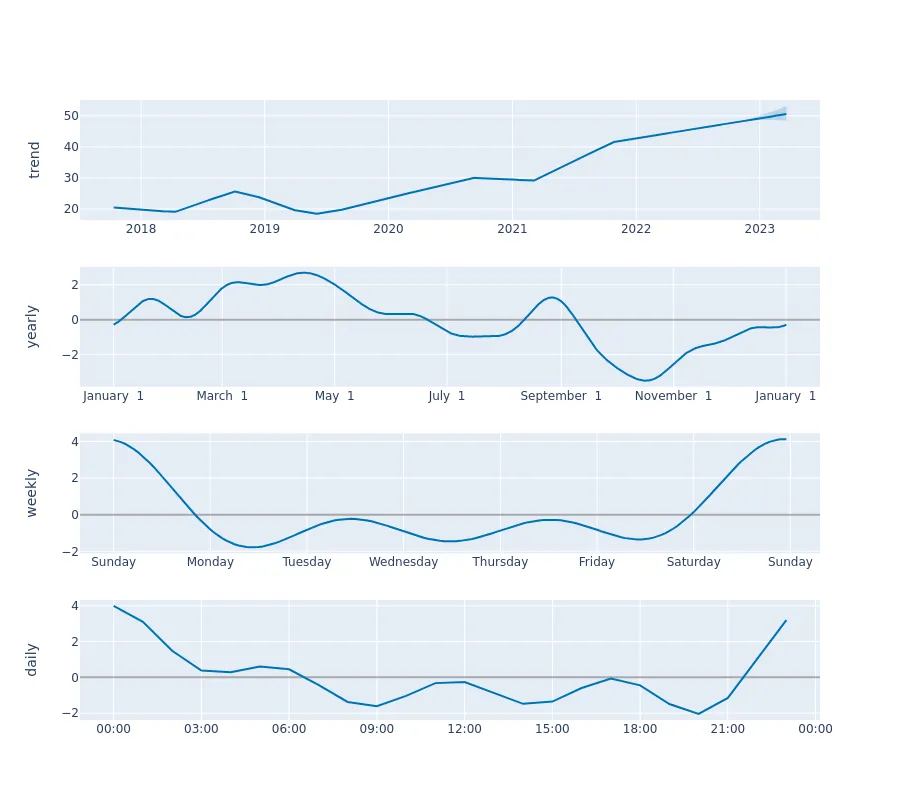 trend
50
40
30
20
2018 2019 2020 2021 2022 2023
yearly
2
0
−2
January 1 March 1 May 1 July 1 September 1 November 1 January 1
weekly
4
2
0
−2
Sunday Monday Tuesday Wednesday Thursday Friday Saturday Sunday
daily
4
2
0
−2
00:00 03:00 06:00 09:00 12:00 15:00 18:00 21:00 00:00